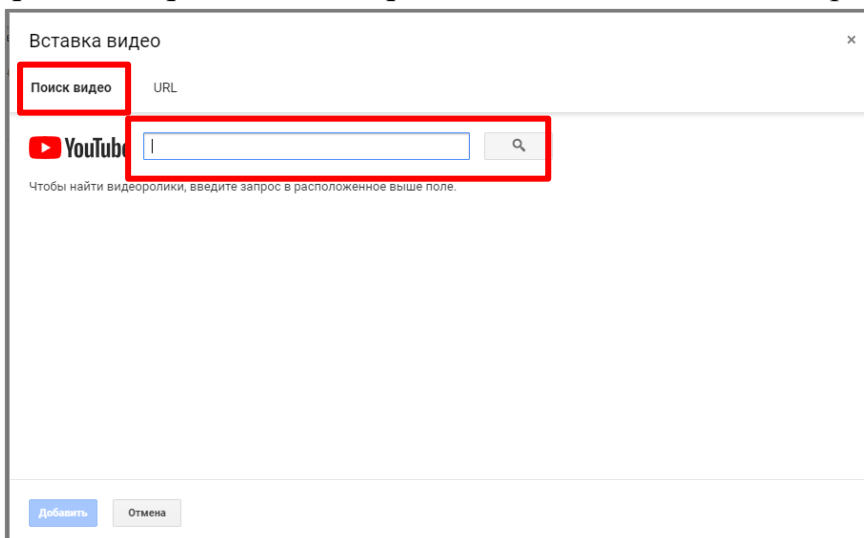 Вставка видео
×
Поиск видео URL
YouTube
Чтобы найти видеоролики, введите запрос в расположенное выше поле.
Добавить Отмена